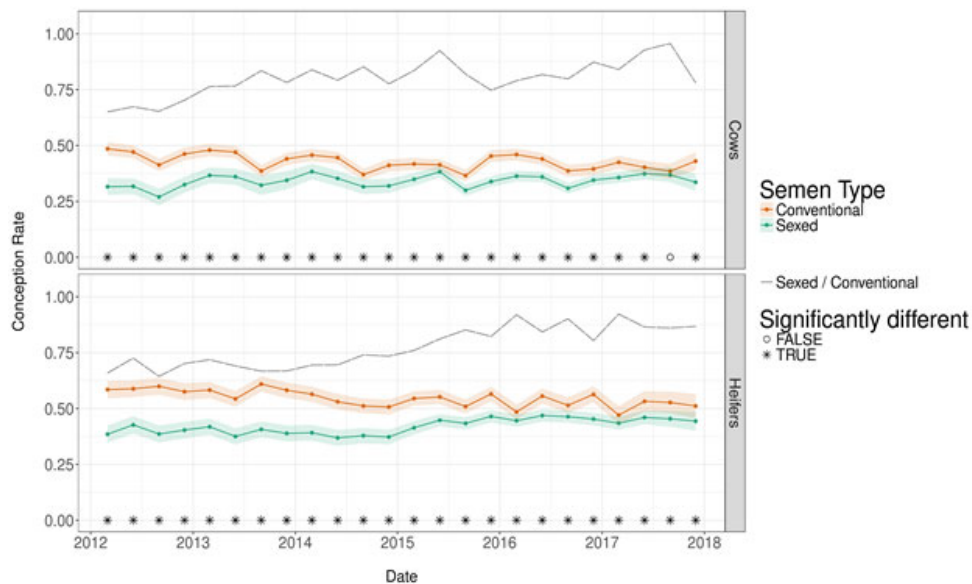 1.00
0.75
0.50
0.25
0.00
Cows
1.00
0.75
0.50
0.25
0.00
Heifers
Conception Rate
2012 2013 2014 2015 2016 2017 2018
Date
Semen Type
Conventional
Sexed
Sexed / Conventional
Significantly different
FALSE
TRUE